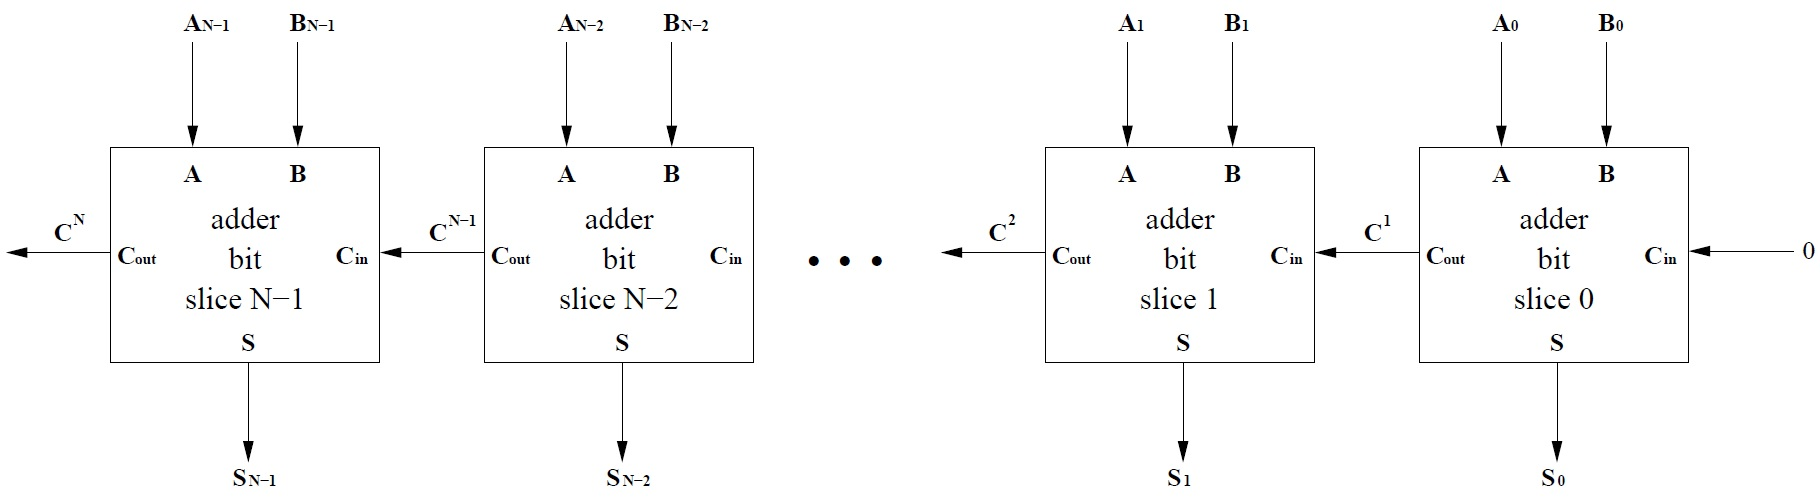 AN−1 BN−1 AN−2 BN−2 A1 B1 A0 B0
A B A B A B A B
adder adder adder adder
CN CN−1 C2 C1
Cout bit Cin Cout bit Cin • • • Cout bit Cin Cout bit Cin 0
slice N−1 slice N−2 slice 1 slice 0
S S S S
SN−1 SN−2 S1 S0